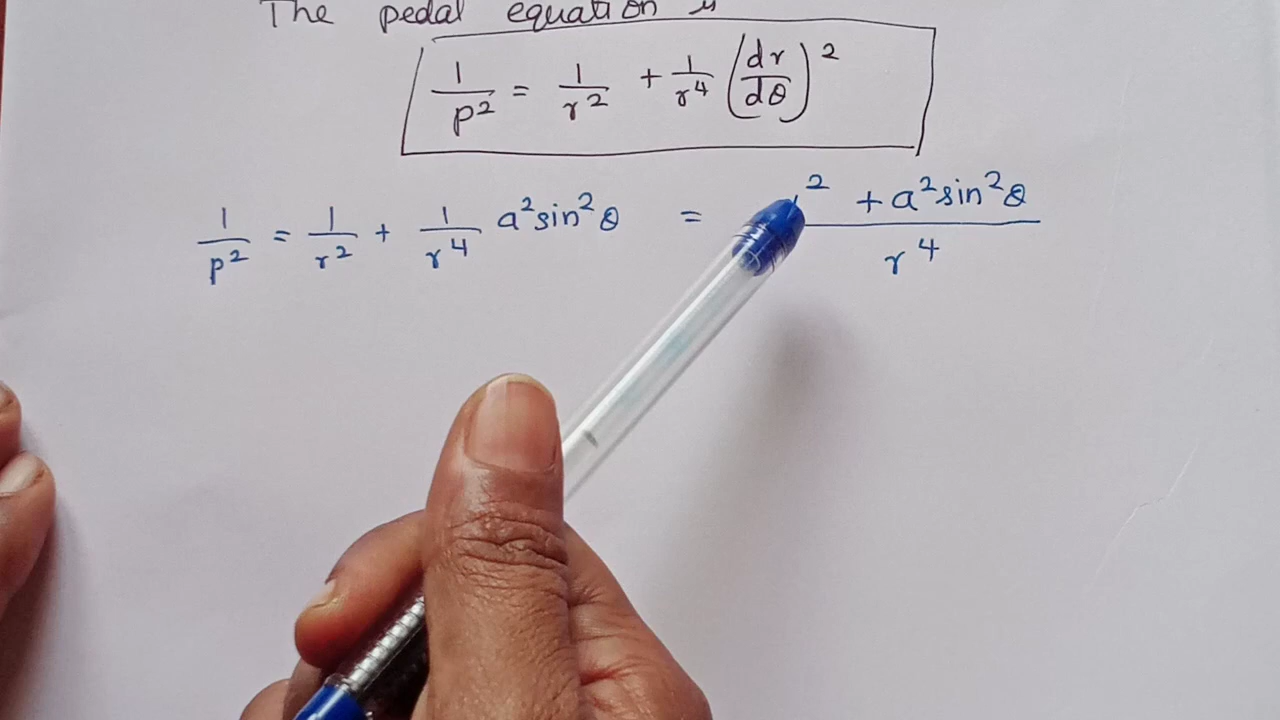 The pedal equation is
1/p² = 1/r² + 1/r⁴ (dr/dθ)²
1/p² = 1/r² + 1/r⁴ a²sin²θ = ² + a²sin²θ / r⁴